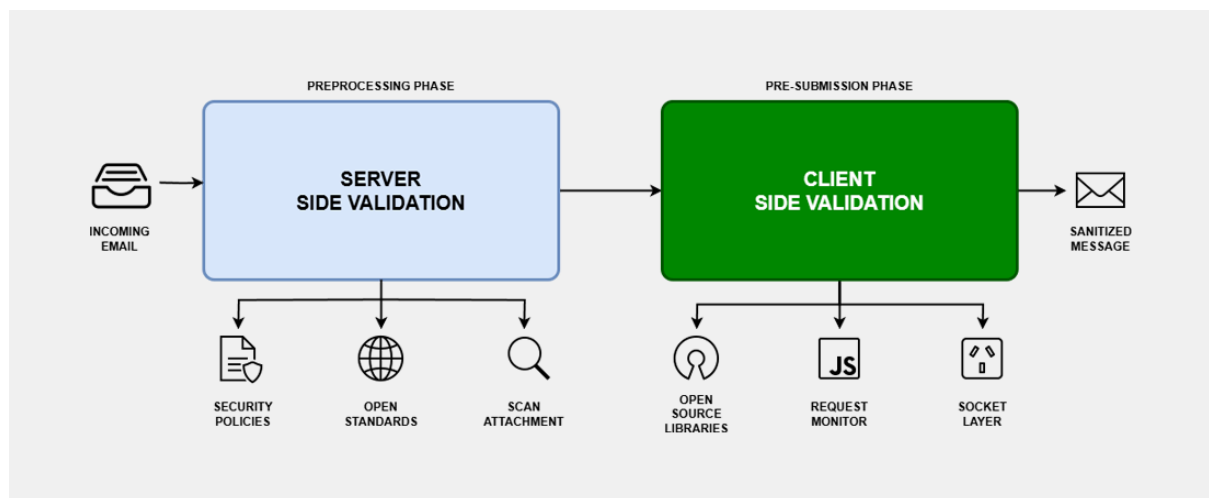 PREPROCESSING PHASE
PRE-SUBMISSION PHASE
SERVER
SIDE VALIDATION
CLIENT
SIDE VALIDATION
INCOMING
EMAIL
SANITIZED
MESSAGE
SECURITY
POLICIES
OPEN
STANDARDS
SCAN
ATTACHMENT
OPEN
SOURCE
LIBRARIES
JS
REQUEST
MONITOR
SOCKET
LAYER